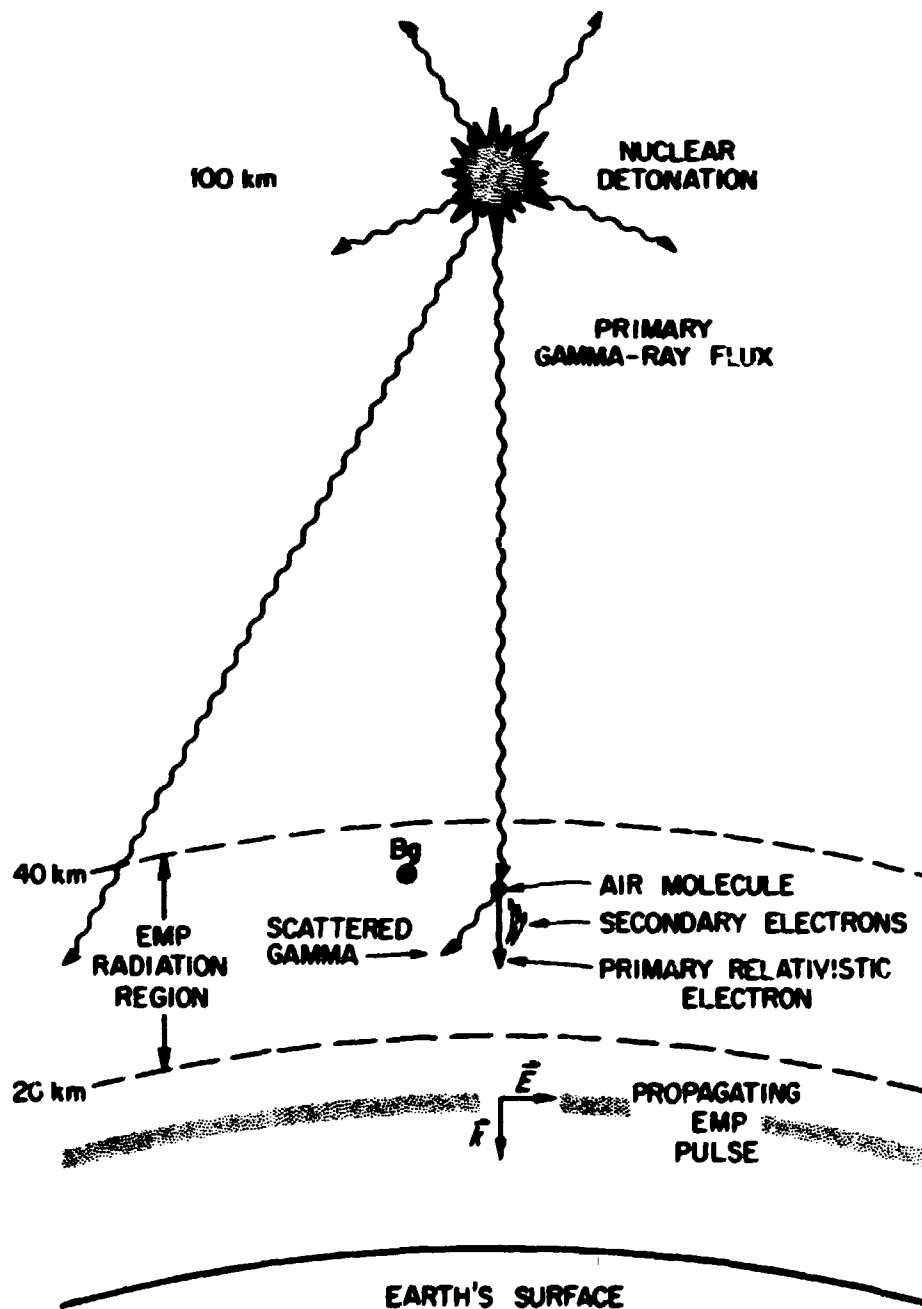 100 km
NUCLEAR
DETONATION
PRIMARY
GAMMA-RAY FLUX
40 km
Bg
AIR MOLECULE
SECONDARY ELECTRONS
PRIMARY RELATIVISTIC
ELECTRON
SCATTERED
GAMMA
EMP
RADIATION
REGION
20 km
E
k
PROPAGATING
EMP
PULSE
EARTH'S SURFACE